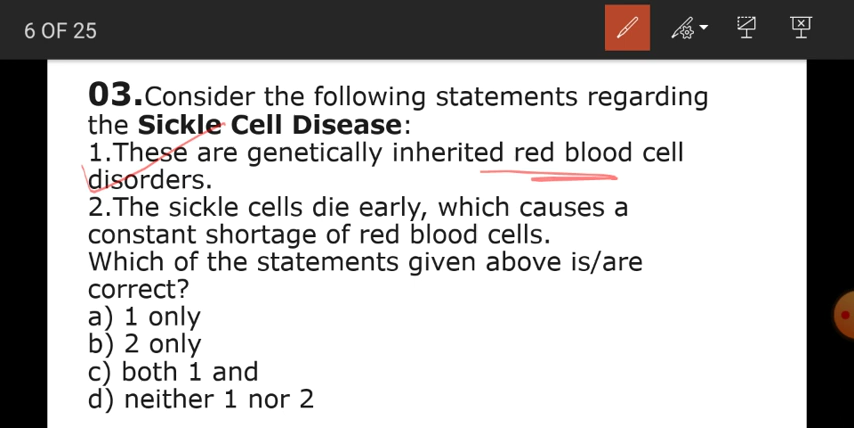 6 OF 25
03.Consider the following statements regarding
the Sickle Cell Disease:
1.These are genetically inherited red blood cell
disorders.
2.The sickle cells die early, which causes a
constant shortage of red blood cells.
Which of the statements given above is/are
correct?
a) 1 only
b) 2 only
c) both 1 and
d) neither 1 nor 2